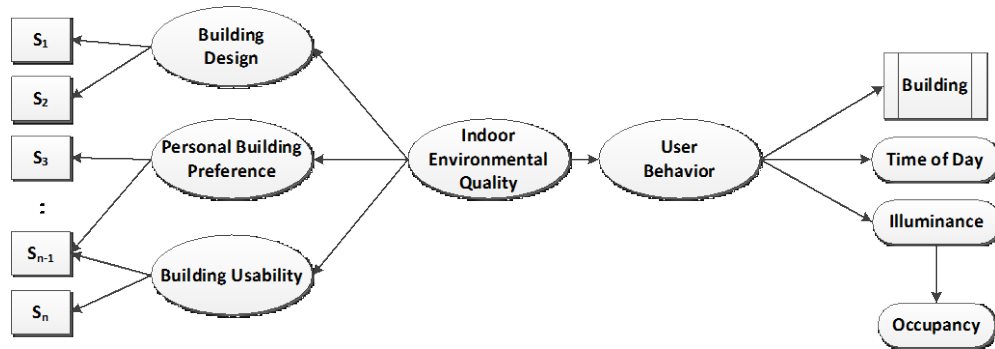 S₁
S₂
S₃
:
Sₙ₋₁
Sₙ
Building
Design
Personal Building
Preference
Building Usability
Indoor
Environmental
Quality
User
Behavior
Building
Time of Day
Illuminance
Occupancy